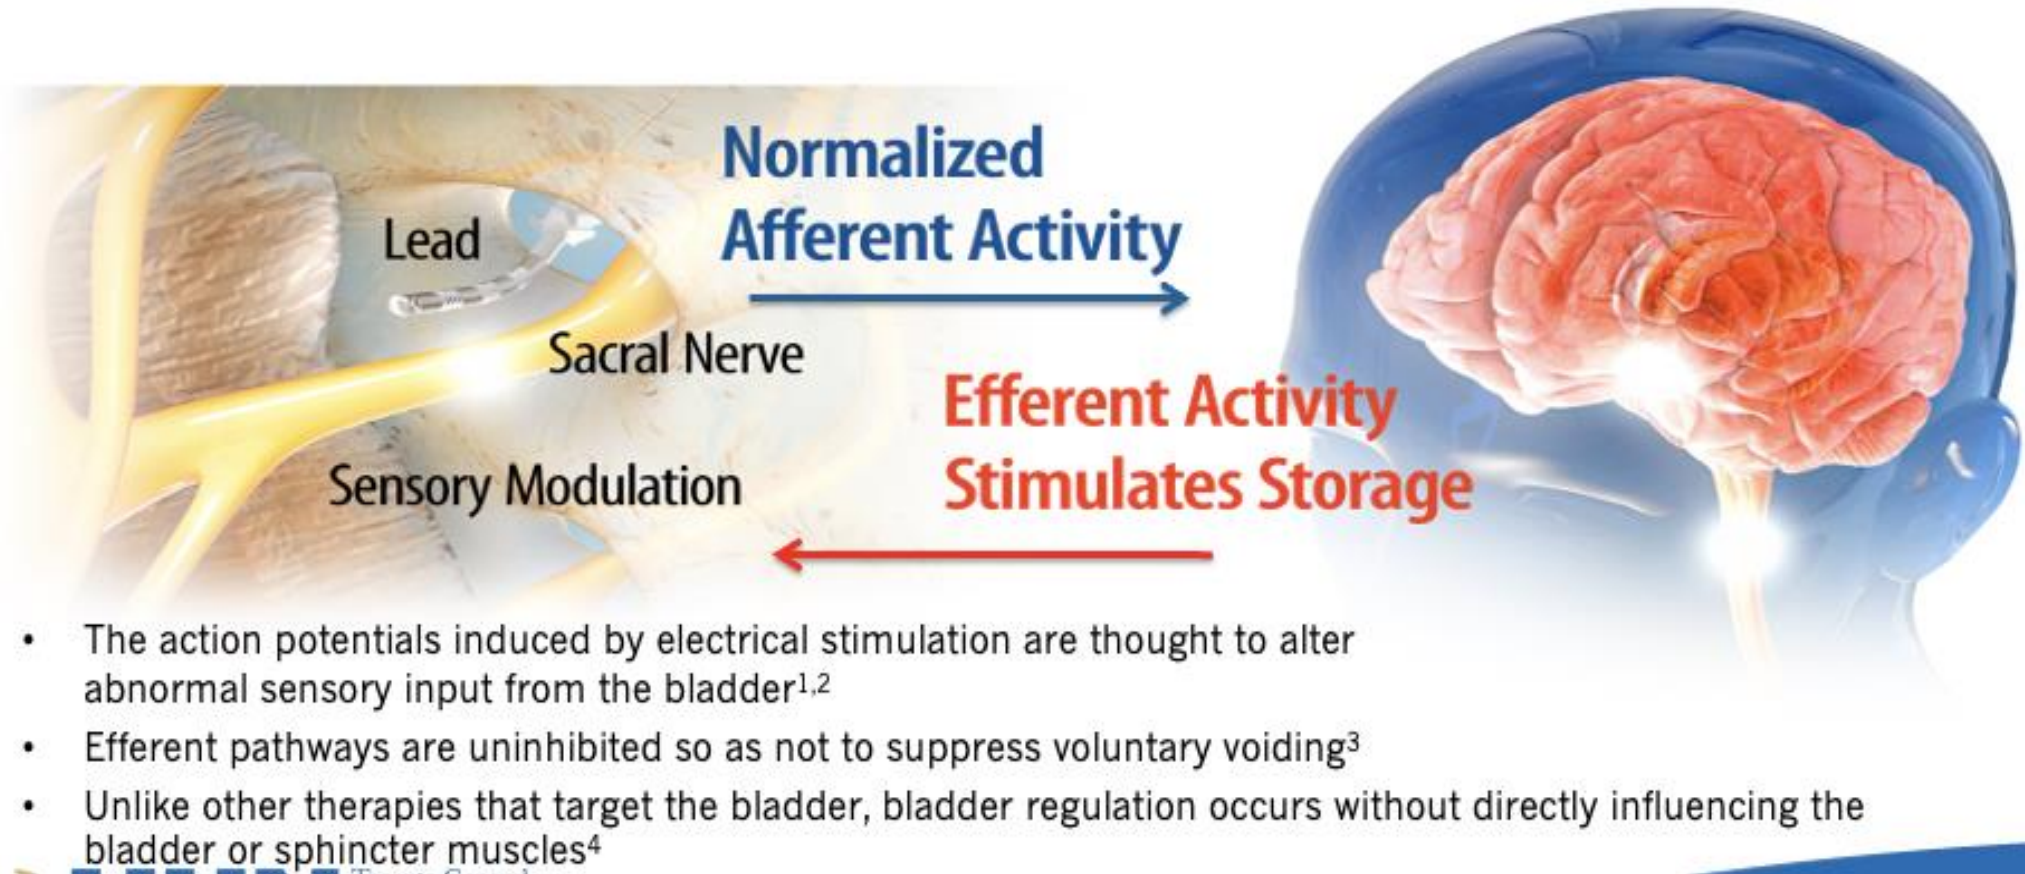 Normalized
Afferent Activity
Lead
Sacral Nerve
Efferent Activity
Stimulates Storage
Sensory Modulation
• The action potentials induced by electrical stimulation are thought to alter
abnormal sensory input from the bladder1,2
• Efferent pathways are uninhibited so as not to suppress voluntary voiding3
• Unlike other therapies that target the bladder, bladder regulation occurs without directly influencing the
bladder or sphincter muscles4